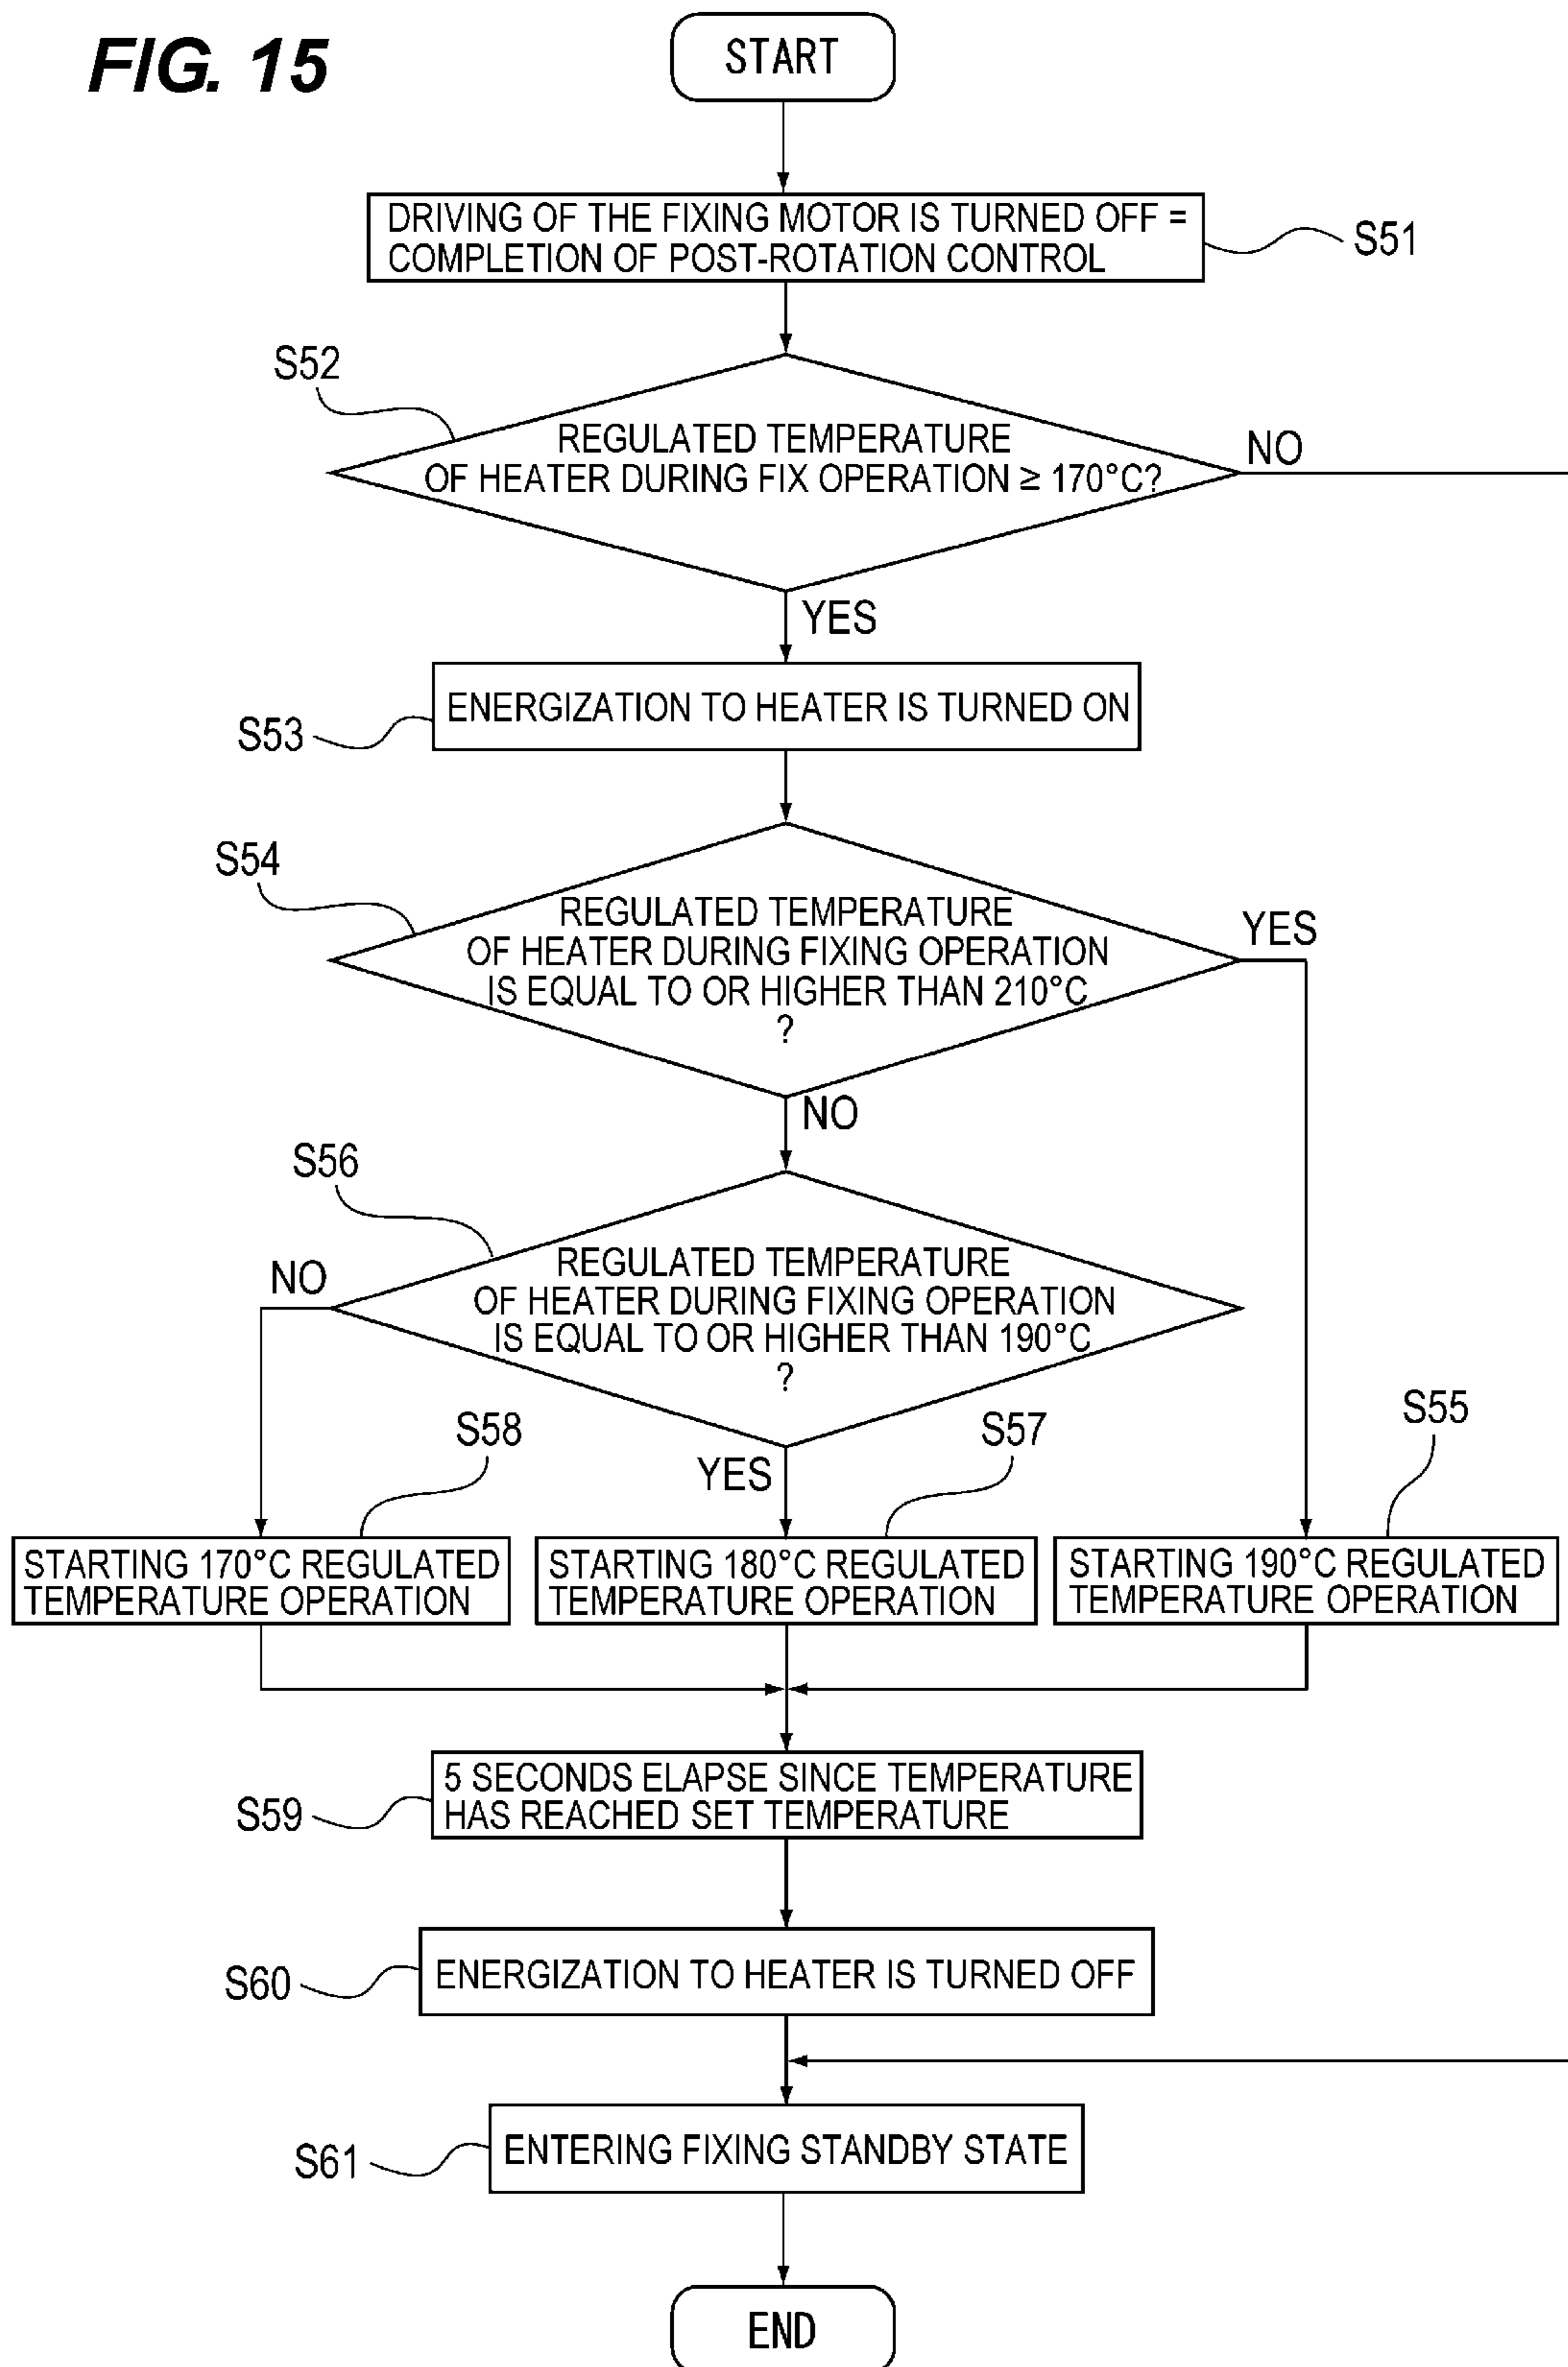 FIG. 15
START
DRIVING OF THE FIXING MOTOR IS TURNED OFF =
COMPLETION OF POST-ROTATION CONTROL
S51
S52
REGULATED TEMPERATURE
OF HEATER DURING FIX OPERATION ≥ 170°C?
NO
YES
ENERGIZATION TO HEATER IS TURNED ON
S53
S54
REGULATED TEMPERATURE
OF HEATER DURING FIXING OPERATION
IS EQUAL TO OR HIGHER THAN 210°C
?
YES
NO
S56
REGULATED TEMPERATURE
OF HEATER DURING FIXING OPERATION
IS EQUAL TO OR HIGHER THAN 190°C
?
NO
YES
S58
S57
S55
STARTING 170°C REGULATED
TEMPERATURE OPERATION
STARTING 180°C REGULATED
TEMPERATURE OPERATION
STARTING 190°C REGULATED
TEMPERATURE OPERATION
5 SECONDS ELAPSE SINCE TEMPERATURE
HAS REACHED SET TEMPERATURE
S59
ENERGIZATION TO HEATER IS TURNED OFF
S60
ENTERING FIXING STANDBY STATE
S61
END